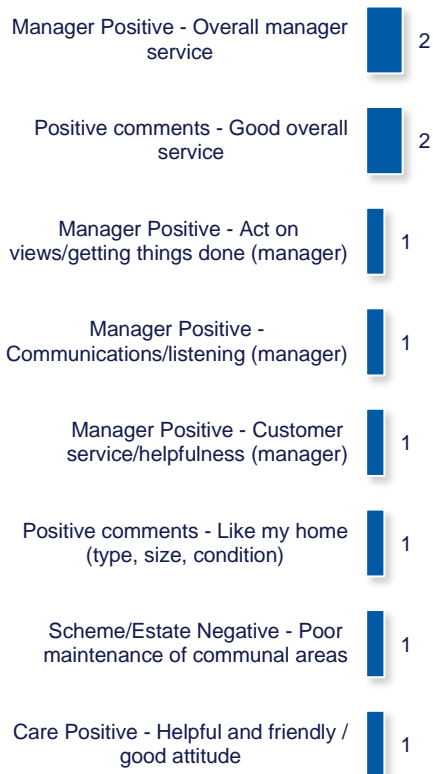 Manager Positive - Overall manager
service
2
Positive comments - Good overall
service
2
Manager Positive - Act on
views/getting things done (manager)
1
Manager Positive -
Communications/listening (manager)
1
Manager Positive - Customer
service/helpfulness (manager)
1
Positive comments - Like my home
(type, size, condition)
1
Scheme/Estate Negative - Poor
maintenance of communal areas
1
Care Positive - Helpful and friendly /
good attitude
1